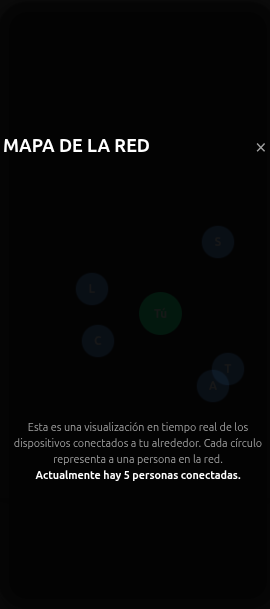 MAPA DE LA RED ×
S
L
Tú
C
T
A
Esta es una visualización en tiempo real de los
dispositivos conectados a tu alrededor. Cada círculo
representa a una persona en la red.
Actualmente hay 5 personas conectadas.